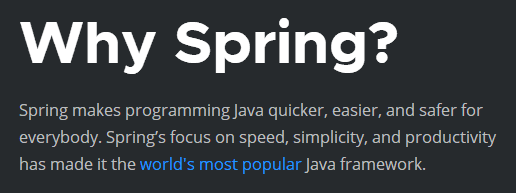 Why Spring?
Spring makes programming Java quicker, easier, and safer for
everybody. Spring’s focus on speed, simplicity, and productivity
has made it the world's most popular Java framework.